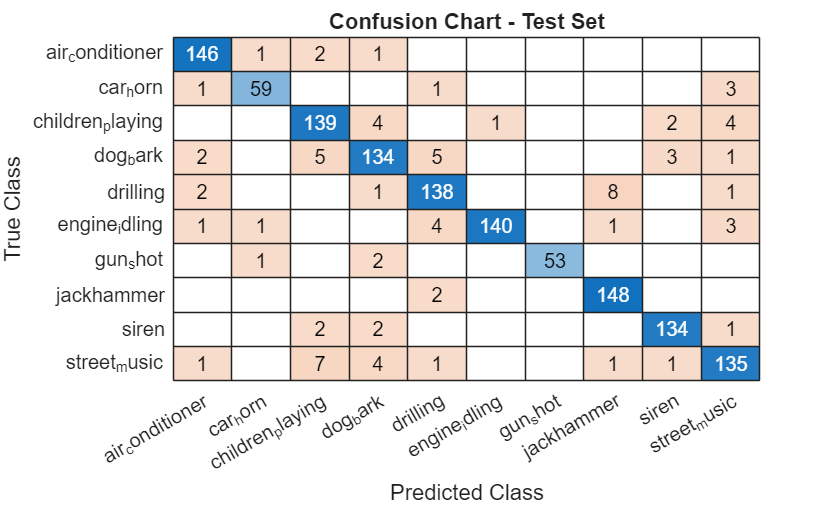 Confusion Chart - Test Set
True Class
air_conditioner 146 1 2 1
car_horn 1 59 1 3
children_playing 139 4 1 2 4
dog_bark 2 5 134 5 3 1
drilling 2 1 138 8 1
engine_idling 1 1 4 140 1 3
gun_shot 1 2 53
jackhammer 2 148
siren 2 2 134 1
street_music 1 7 4 1 1 1 135
air_conditioner car_horn children_playing dog_bark drilling engine_idling gun_shot jackhammer siren street_music
Predicted Class